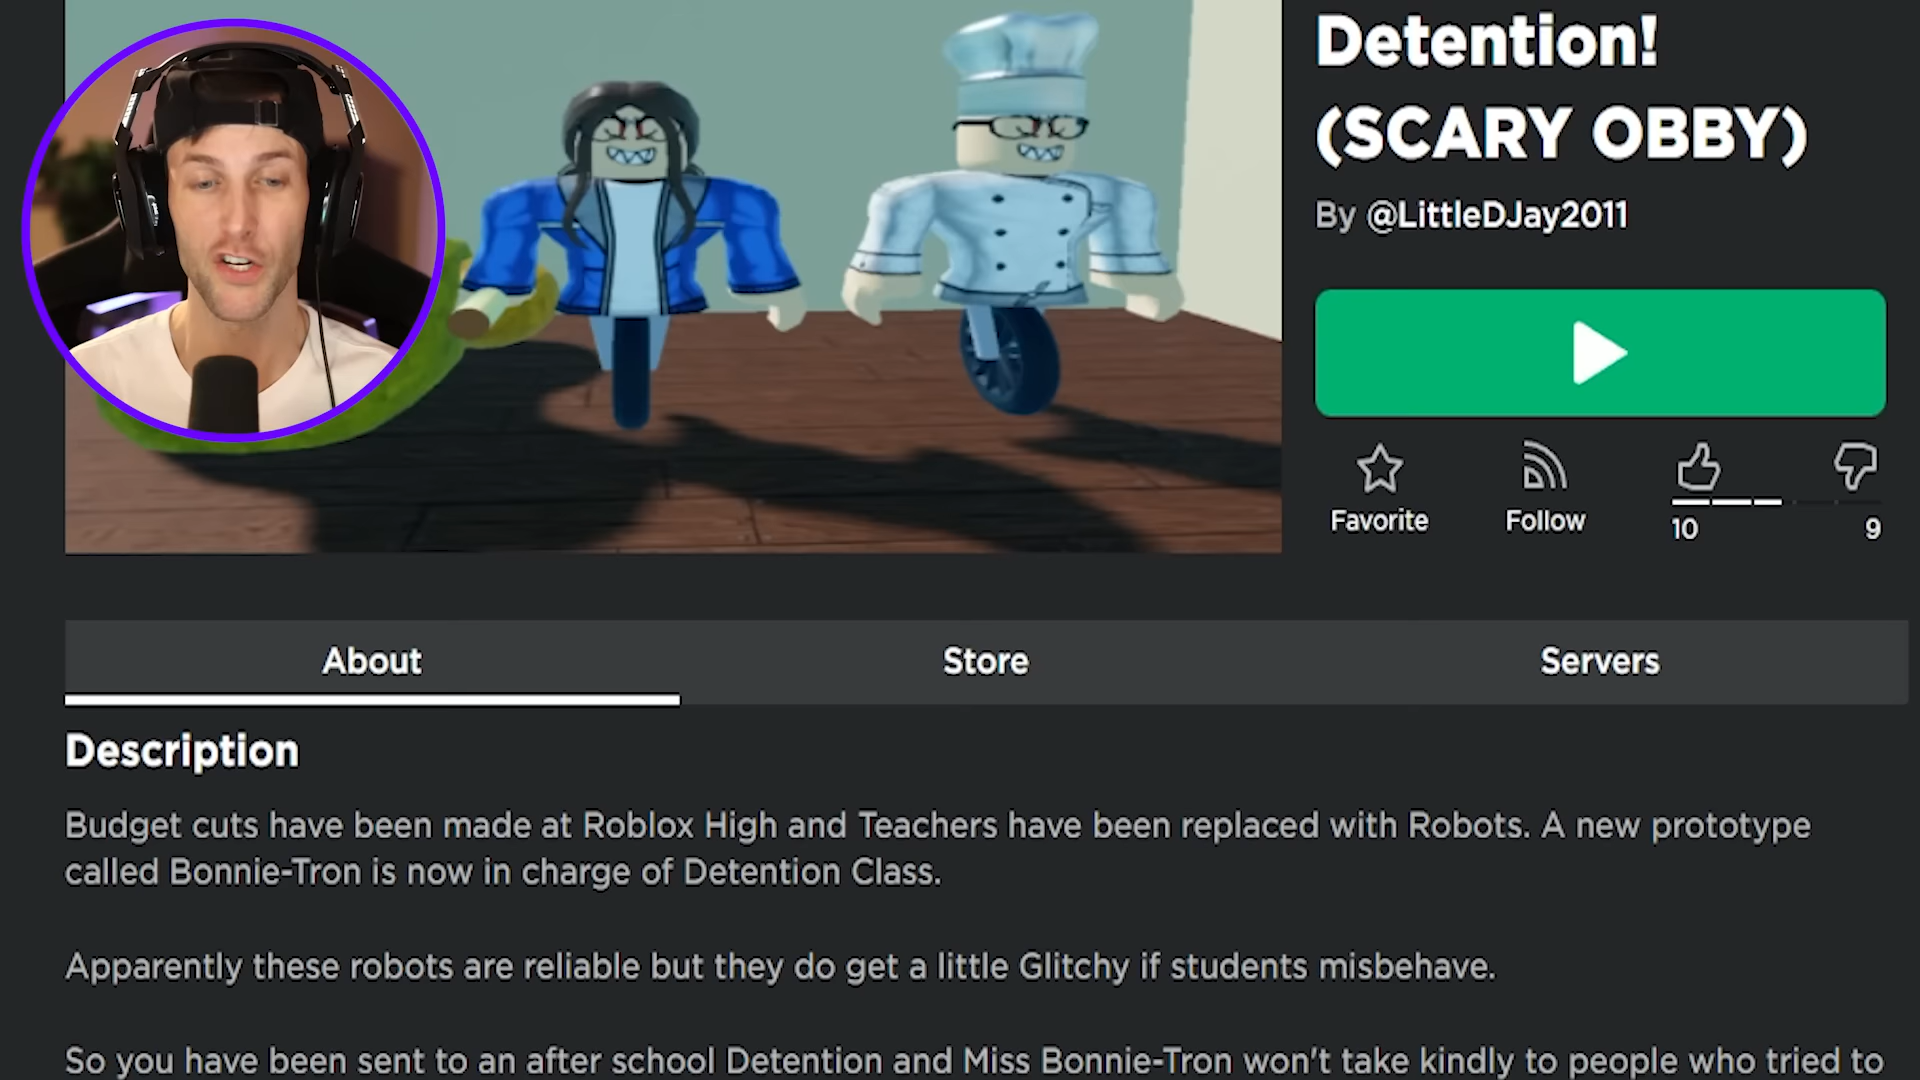 Detention!
(SCARY OBBY)
By @LittleDJay2011
Favorite
Follow
10
9
About
Store
Servers
Description
Budget cuts have been made at Roblox High and Teachers have been replaced with Robots. A new prototype
called Bonnie-Tron is now in charge of Detention Class.
Apparently these robots are reliable but they do get a little Glitchy if students misbehave.
So you have been sent to an after school Detention and Miss Bonnie-Tron won't take kindly to people who tried to